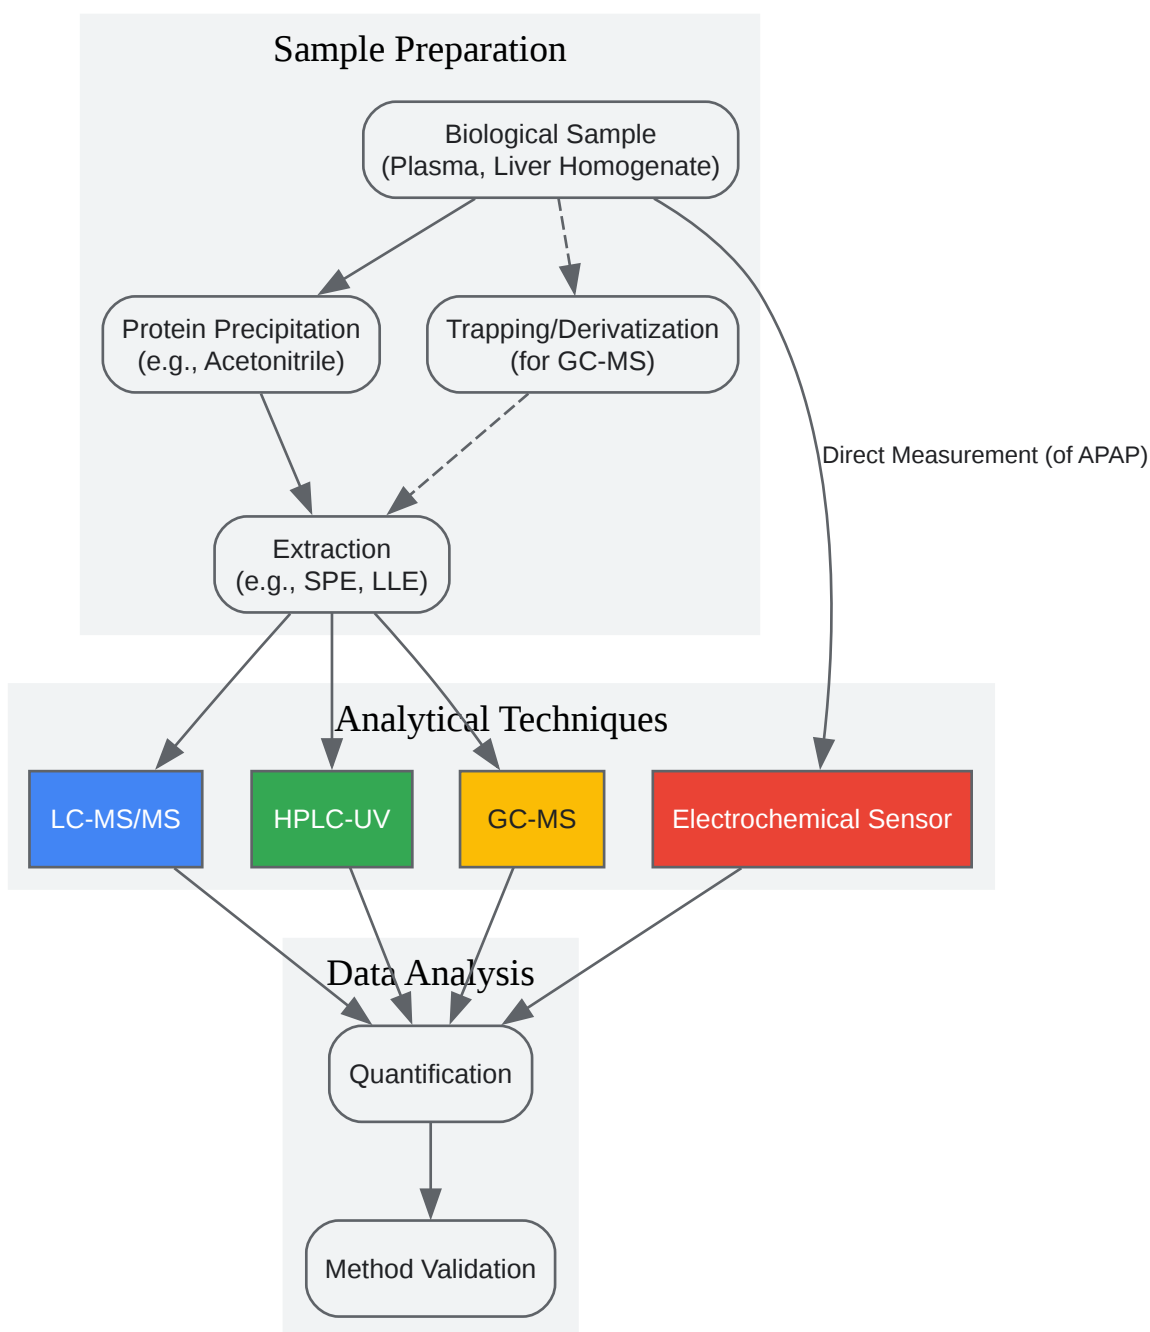 Sample Preparation
Biological Sample
(Plasma, Liver Homogenate)
Protein Precipitation
(e.g., Acetonitrile)
Trapping/Derivatization
(for GC-MS)
Direct Measurement (of APAP)
Extraction
(e.g., SPE, LLE)
Analytical Techniques
LC-MS/MS
HPLC-UV
GC-MS
Electrochemical Sensor
Data Analysis
Quantification
Method Validation